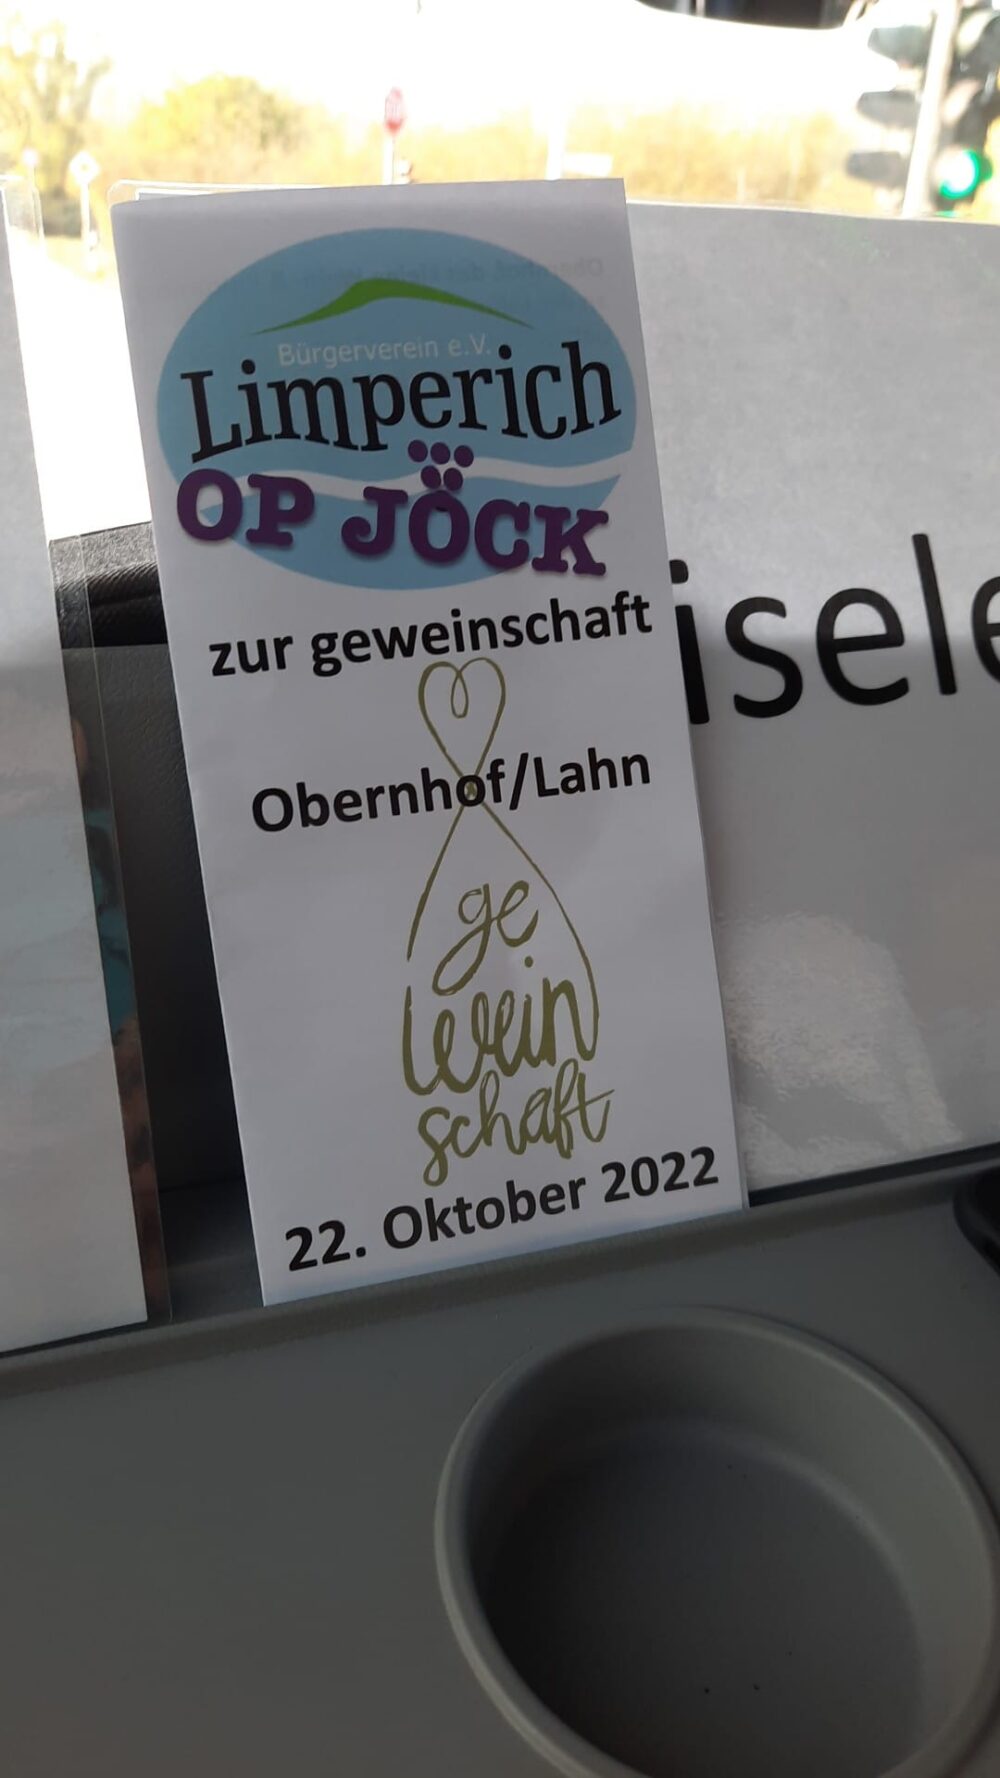 Bürgerverein e.V.
Limperich
OP JÖCK
zur geweinschaft
Obernhof/Lahn
ge
wein
schaft
22. Oktober 2022
isele